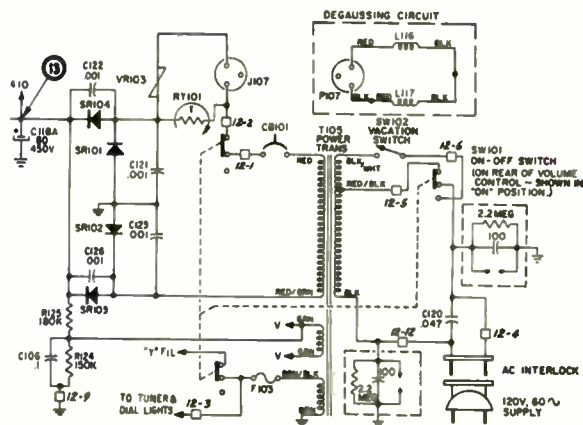 DEGAUSSING CIRCUIT
L116
RED
BLK
P107
BLK
RED
BLK
L117
13
410
C122
.001
SR104
VR103
J107
RY101
T
C118A
80
450V
SR101
C121
.001
12-2
CB101
12-1
T105
POWER
TRANS
RED
SW102
VACATION
SWITCH
BLK/WHT
12-6
SW101
ON-OFF SWITCH
(ON REAR OF VOLUME
CONTROL - SHOWN IN
"ON" POSITION.)
RED/BLK
12-5
2.2 MEG
100
SR102
C123
.001
C126
.001
SR103
RED/BRN
BLK
R125
180K
C106
.1
R124
150K
12-9
V
GRN
V
GRN
"Y" FIL
BRN/BLK
F103
TO TUNER &
DIAL LIGHTS
12-3
BRN
2.2
MEG
100
12-12
C120
.047
12-4
AC INTERLOCK
120V, 60∿
SUPPLY